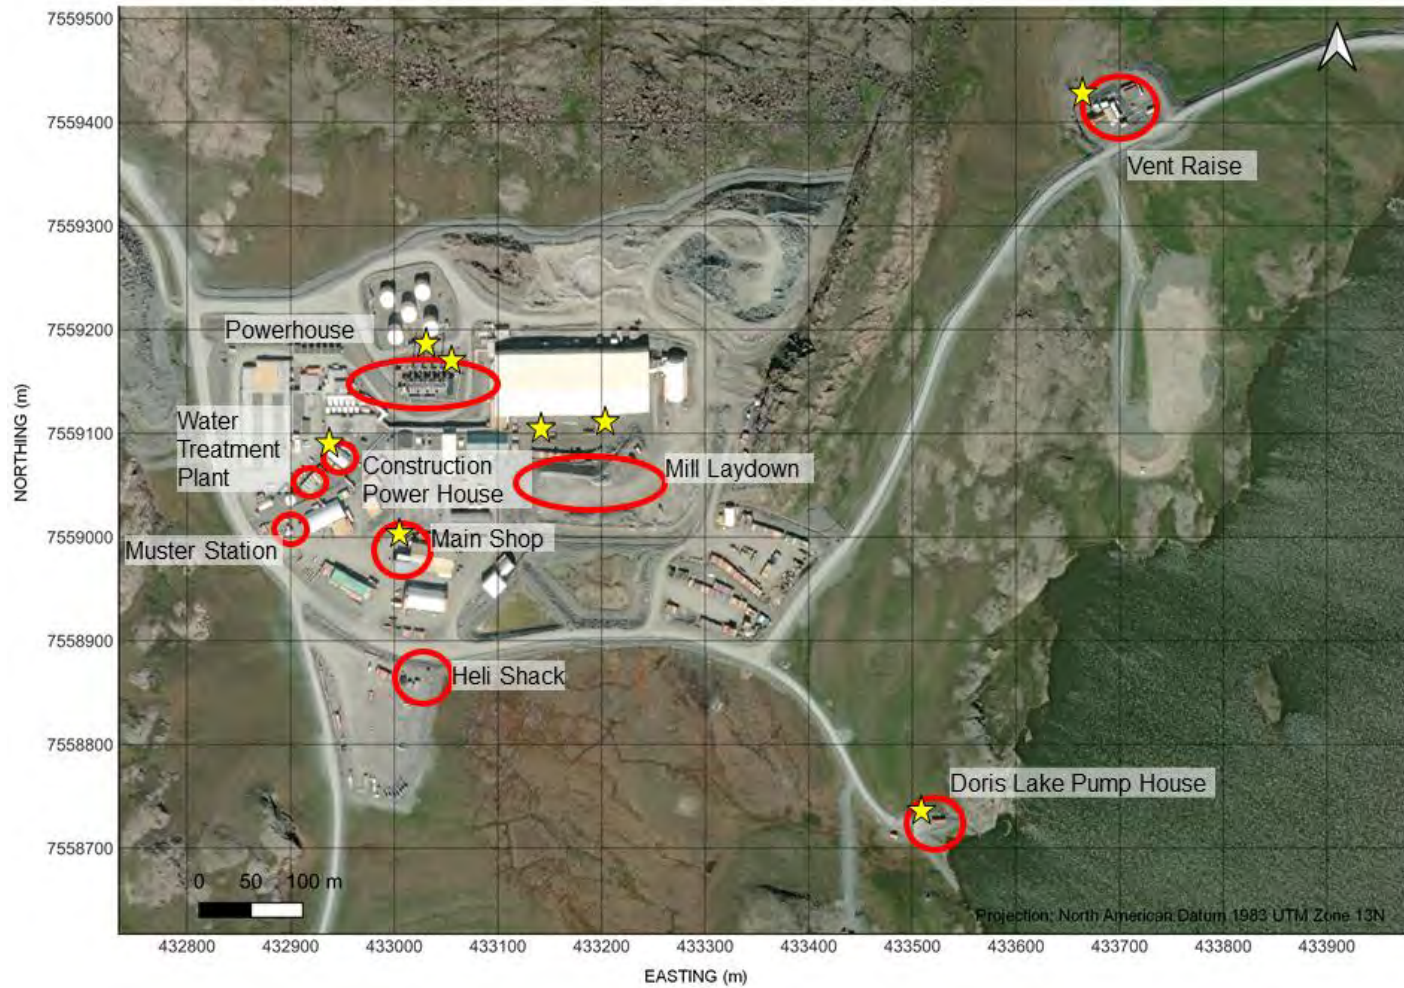 7559500
7559400
7559300
7559200
7559100
7559000
7558900
7558800
7558700
NORTHING (m)
Vent Raise
Powerhouse
Water
Treatment
Plant
Construction
Power House
Mill Laydown
Muster Station
Main Shop
Heli Shack
Doris Lake Pump House
0 50 100 m
Projection: North American Datum 1983 UTM Zone 13N
432800 432900 433000 433100 433200 433300 433400 433500 433600 433700 433800 433900
EASTING (m)